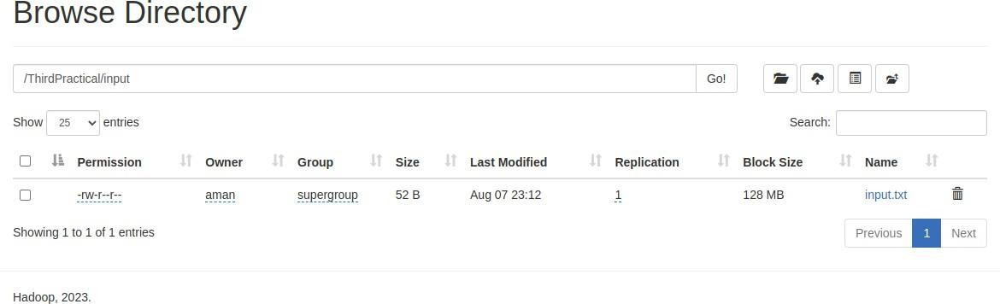 Browse Directory
/ThirdPractical/input Go!
Show 25 entries Search:
Permission Owner Group Size Last Modified Replication Block Size Name
-rw-r--r-- aman supergroup 52 B Aug 07 23:12 1 128 MB input.txt
Showing 1 to 1 of 1 entries Previous 1 Next
Hadoop, 2023.